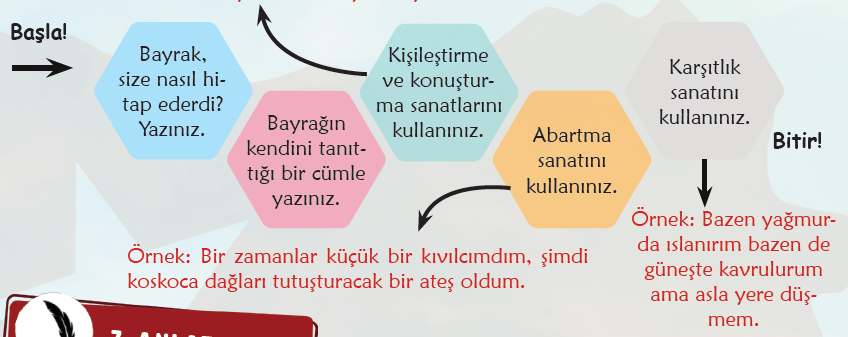 Başla!
Bayrak,
size nasıl hi-
tap ederdi?
Yazınız.
Bayrağın
kendini tanıt-
tığı bir cümle
yazınız.
Kişileştirme
ve konuştur-
ma sanatlarını
kullanınız.
Abartma
sanatını
kullanınız.
Karşıtlık
sanatını
kullanınız.
Bitir!
Örnek: Bir zamanlar küçük bir kıvılcımdım, şimdi
koskoca dağları tutuşturacak bir ateş oldum.
Örnek: Bazen yağmur-
da ıslanırım bazen de
güneşte kavrulurum
ama asla yere düş-
mem.